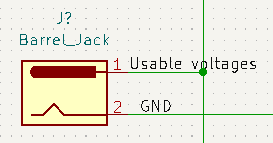 J?
Barrel_Jack
1 Usable voltages
2 GND